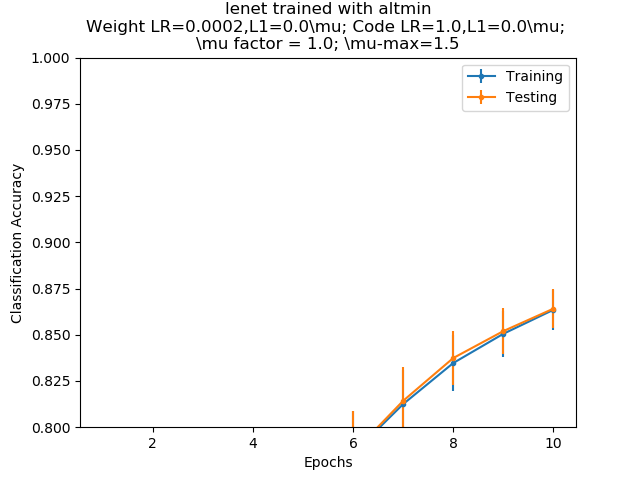 lenet trained with altmin
Weight LR=0.0002,L1=0.0\mu; Code LR=1.0,L1=0.0\mu;
\mu factor = 1.0; \mu-max=1.5
Training
Testing
Classification Accuracy
1.000
0.975
0.950
0.925
0.900
0.875
0.850
0.825
0.800
2 4 6 8 10
Epochs